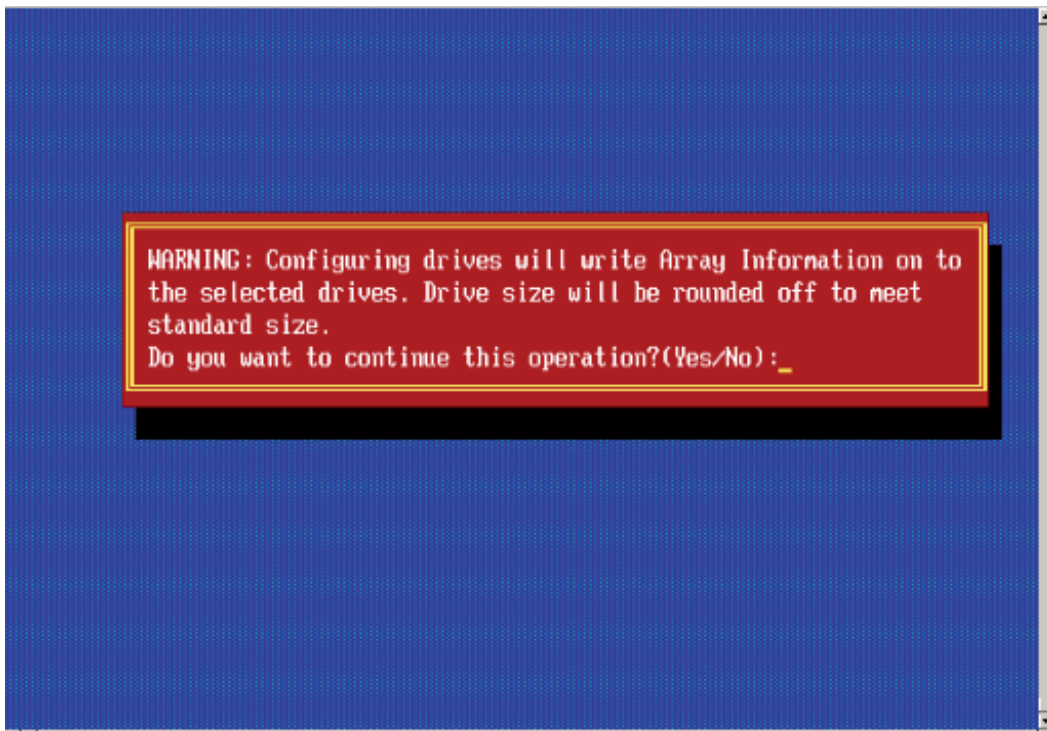 WARNING: Configuring drives will write Array Information on to
the selected drives. Drive size will be rounded off to meet
standard size.
Do you want to continue this operation?(Yes/No):_